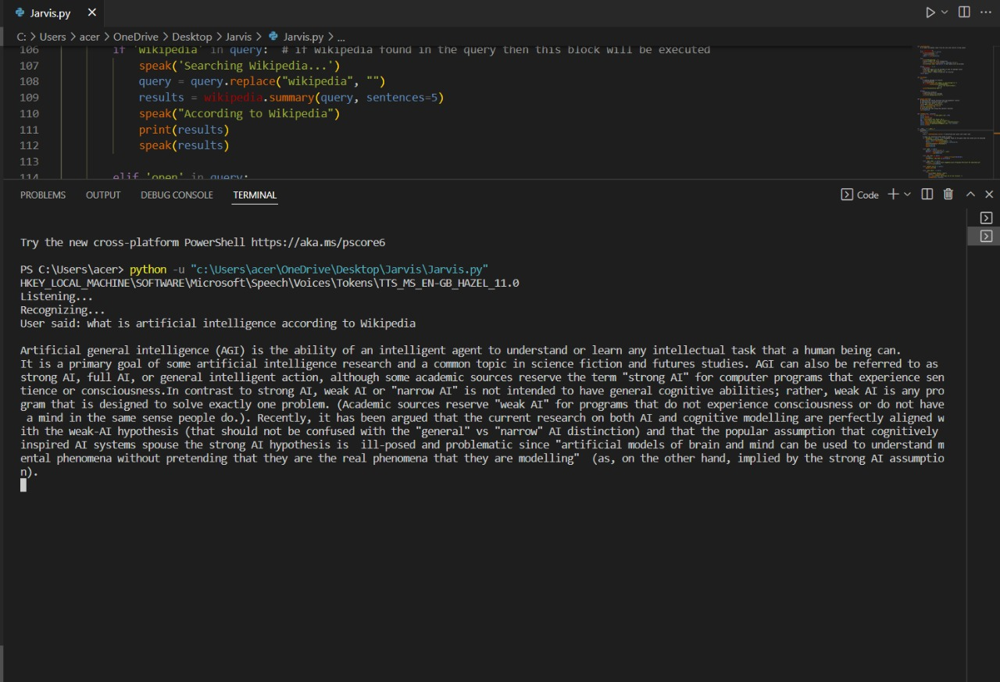 Jarvis.py
C: > Users > acer > OneDrive > Desktop > Jarvis > Jarvis.py > ...
106 if 'wikipedia' in query: # if wikipedia found in the query then this block will be executed
107 speak('Searching Wikipedia...')
108 query = query.replace("wikipedia", "")
109 results = wikipedia.summary(query, sentences=5)
110 speak("According to Wikipedia")
111 print(results)
112 speak(results)
113
114 elif 'open' in query:
PROBLEMS OUTPUT DEBUG CONSOLE TERMINAL Code
Try the new cross-platform PowerShell https://aka.ms/pscore6
PS C:\Users\acer> python -u "c:\Users\acer\OneDrive\Desktop\Jarvis\Jarvis.py"
HKEY_LOCAL_MACHINE\SOFTWARE\Microsoft\Speech\Voices\Tokens\TTS_MS_EN-GB_HAZEL_11.0
Listening...
Recognizing...
User said: what is artificial intelligence according to Wikipedia
Artificial general intelligence (AGI) is the ability of an intelligent agent to understand or learn any intellectual task that a human being can.
It is a primary goal of some artificial intelligence research and a common topic in science fiction and futures studies. AGI can also be referred to as
strong AI, full AI, or general intelligent action, although some academic sources reserve the term "strong AI" for computer programs that experience sen
tience or consciousness.In contrast to strong AI, weak AI or "narrow AI" is not intended to have general cognitive abilities; rather, weak AI is any pro
gram that is designed to solve exactly one problem. (Academic sources reserve "weak AI" for programs that do not experience consciousness or do not have
a mind in the same sense people do.). Recently, it has been argued that the current research on both AI and cognitive modelling are perfectly aligned w
ith the weak-AI hypothesis (that should not be confused with the "general" vs "narrow" AI distinction) and that the popular assumption that cognitively
inspired AI systems spouse the strong AI hypothesis is  ill-posed and problematic since "artificial models of brain and mind can be used to understand m
ental phenomena without pretending that they are the real phenomena that they are modelling"  (as, on the other hand, implied by the strong AI assumptio
n).